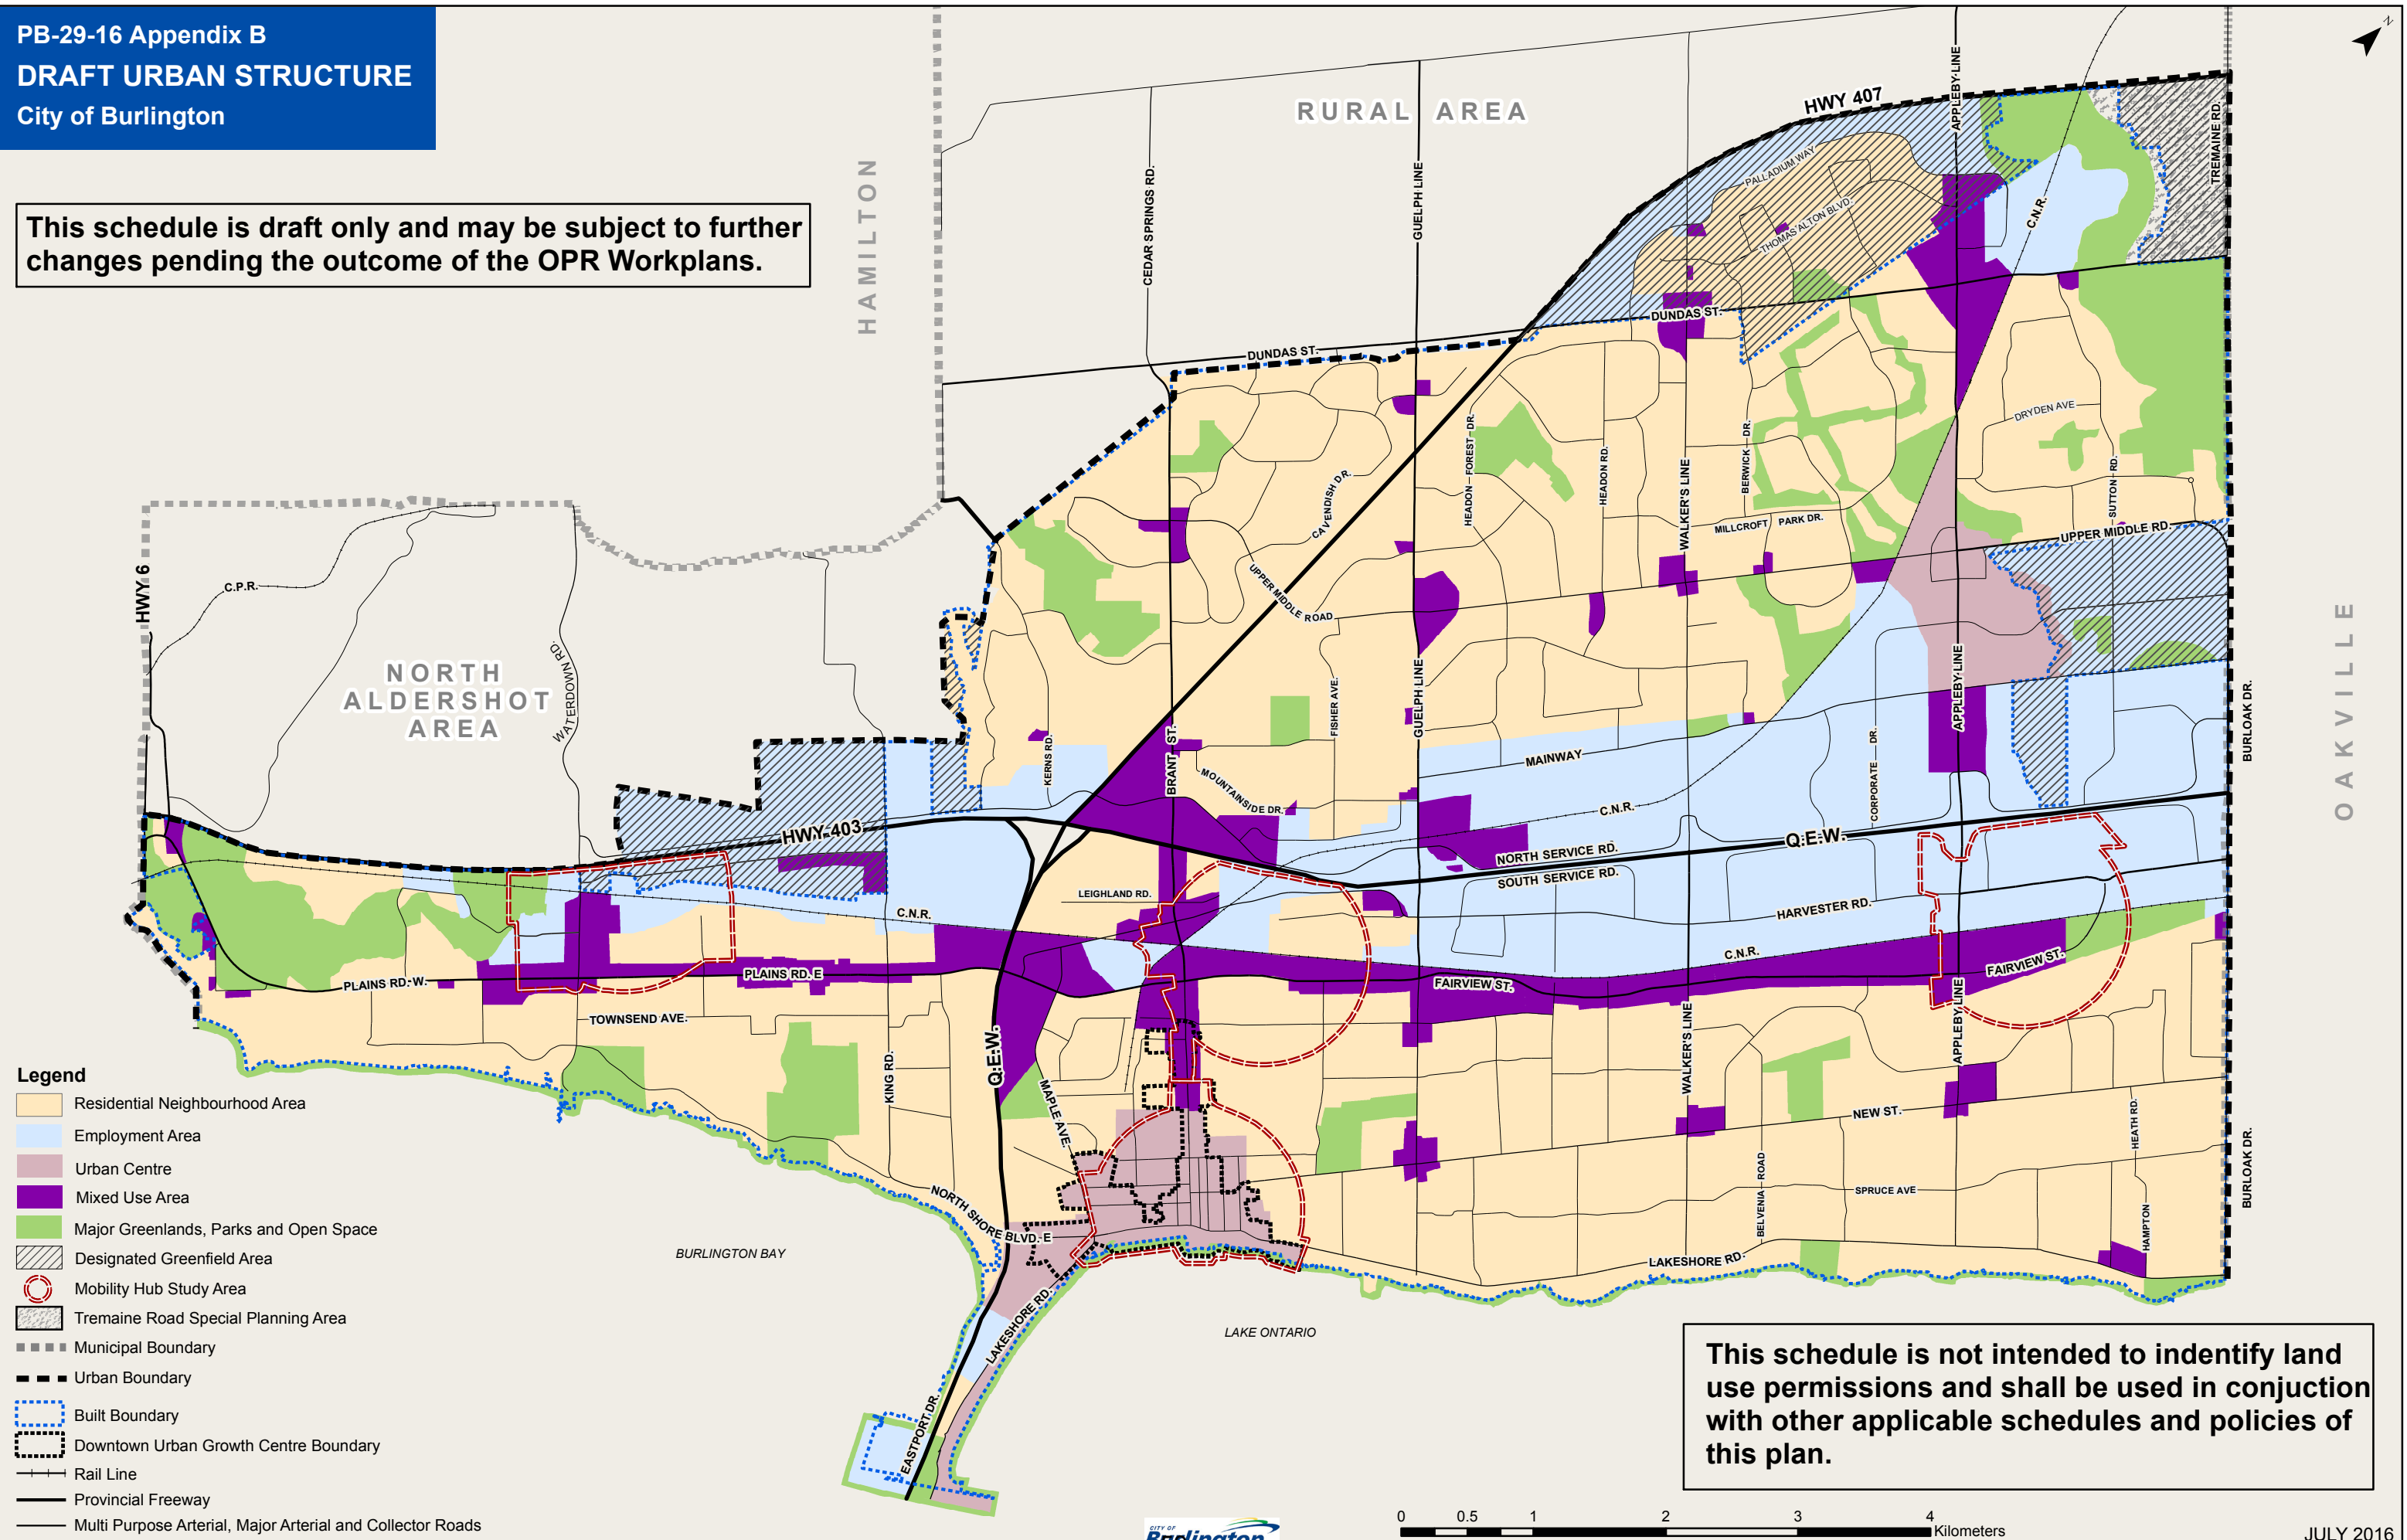 PB-29-16 Appendix B
DRAFT URBAN STRUCTURE
City of Burlington
This schedule is draft only and may be subject to further
changes pending the outcome of the OPR Workplans.
N
RURAL AREA
HAMILTON
OAKVILLE
NORTH
ALDERSHOT
AREA
HWY 407
APPLEBY LINE
TREMAINE RD.
PALLADIUM WAY
THOMAS ALTON BLVD.
C.N.R.
CEDAR SPRINGS RD.
GUELPH LINE
DUNDAS ST.
DUNDAS ST.
HWY 6
C.P.R.
WATERDOWN RD.
CAVENDISH DR.
HEADON FOREST DR.
HEADON RD.
WALKER'S LINE
BERWICK DR.
MILLCROFT PARK DR.
DRYDEN AVE
SUTTON RD.
UPPER MIDDLE RD.
UPPER MIDDLE ROAD
FISHER AVE.
GUELPH LINE
APPLEBY LINE
BURLOAK DR.
KERNS RD.
BRANT ST.
MOUNTAINSIDE DR.
MAINWAY
C.N.R.
CORPORATE DR.
HWY 403
Q.E.W.
NORTH SERVICE RD.
SOUTH SERVICE RD.
LEIGHLAND RD.
HARVESTER RD.
C.N.R.
C.N.R.
PLAINS RD. W.
PLAINS RD. E
FAIRVIEW ST.
FAIRVIEW ST.
TOWNSEND AVE.
KING RD.
Q.E.W.
MAPLE AVE.
WALKER'S LINE
APPLEBY LINE
NEW ST.
HEATH RD.
BURLOAK DR.
BELVENIA ROAD
SPRUCE AVE
HAMPTON
NORTH SHORE BLVD. E
LAKESHORE RD.
LAKESHORE RD.
EASTPORT DR.
BURLINGTON BAY
LAKE ONTARIO
Legend
Residential Neighbourhood Area
Employment Area
Urban Centre
Mixed Use Area
Major Greenlands, Parks and Open Space
Designated Greenfield Area
Mobility Hub Study Area
Tremaine Road Special Planning Area
Municipal Boundary
Urban Boundary
Built Boundary
Downtown Urban Growth Centre Boundary
Rail Line
Provincial Freeway
Multi Purpose Arterial, Major Arterial and Collector Roads
This schedule is not intended to indentify land
use permissions and shall be used in conjuction
with other applicable schedules and policies of
this plan.
CITY OF
Burlington
0 0.5 1 2 3 4
Kilometers
JULY 2016